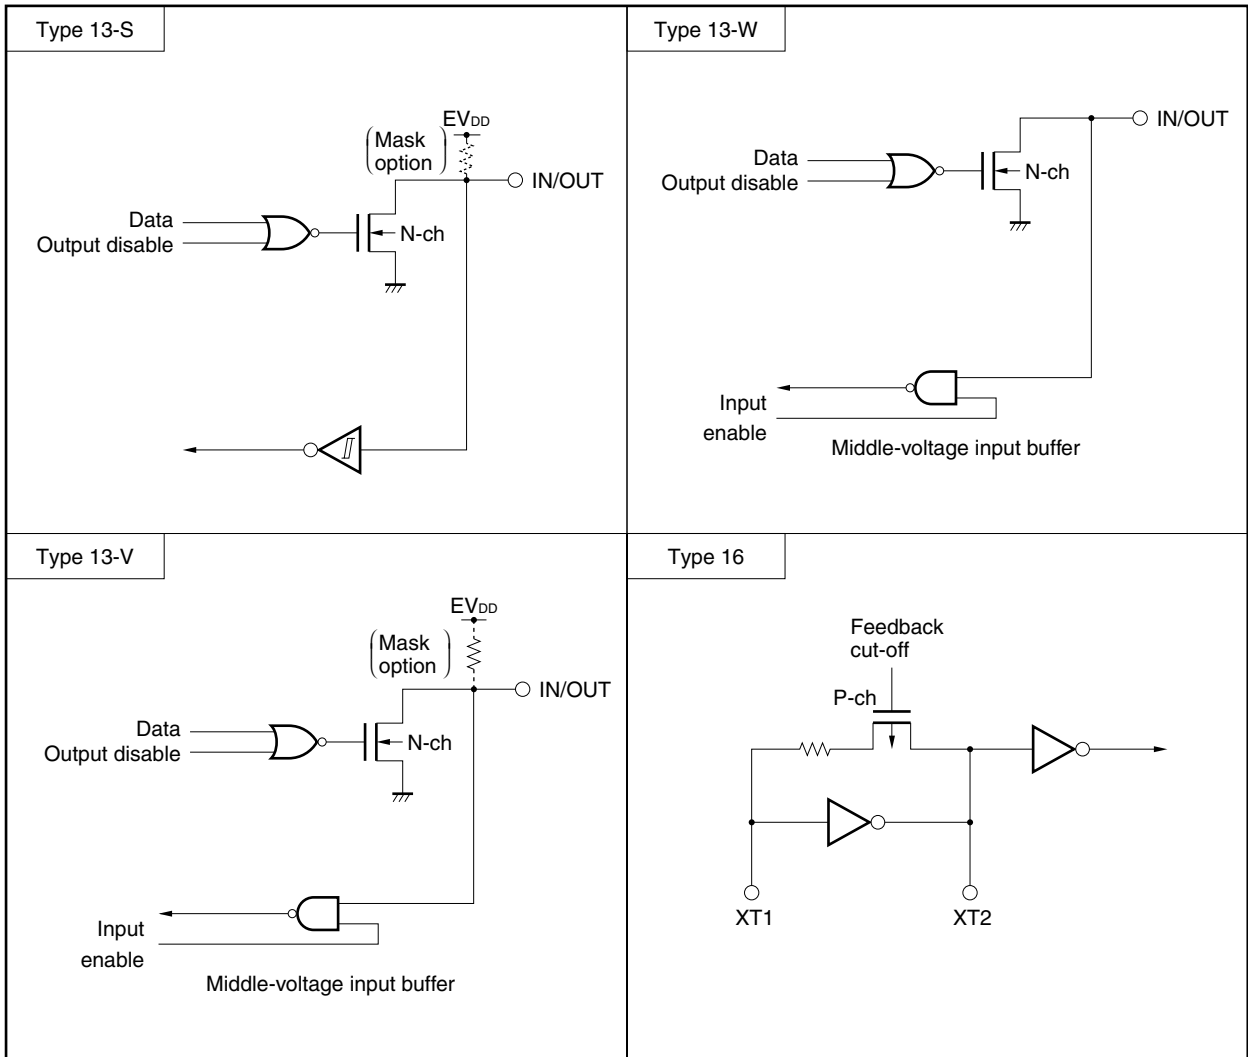 Type 13-S
EVDD
(Mask
option)
IN/OUT
Data
Output disable
N-ch
Type 13-W
IN/OUT
Data
Output disable
N-ch
Input
enable
Middle-voltage input buffer
Type 13-V
EVDD
(Mask
option)
IN/OUT
Data
Output disable
N-ch
Input
enable
Middle-voltage input buffer
Type 16
Feedback
cut-off
P-ch
XT1
XT2